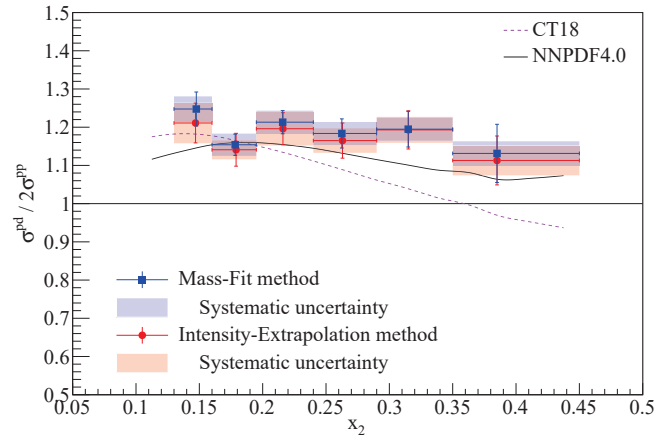 CT18
NNPDF4.0
σ^pd / 2σ^pp
1.5
1.4
1.3
1.2
1.1
1
0.9
0.8
0.7
0.6
0.5
Mass-Fit method
Systematic uncertainty
Intensity-Extrapolation method
Systematic uncertainty
0.05 0.1 0.15 0.2 0.25 0.3 0.35 0.4 0.45 0.5
x₂